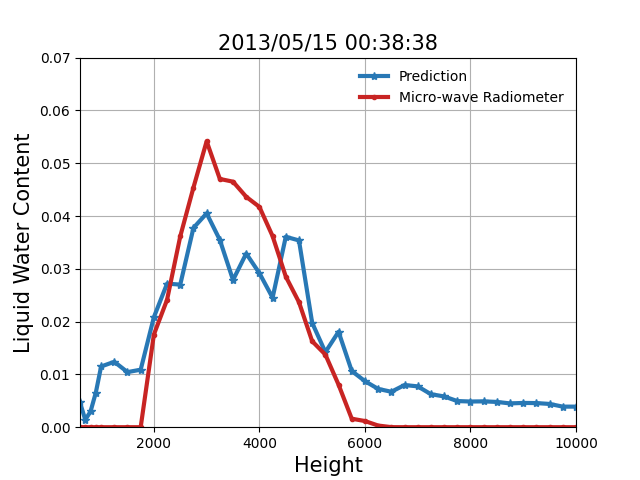 2013/05/15 00:38:38
Prediction
Micro-wave Radiometer
Liquid Water Content
0.07
0.06
0.05
0.04
0.03
0.02
0.01
0.00
2000 4000 6000 8000 10000
Height